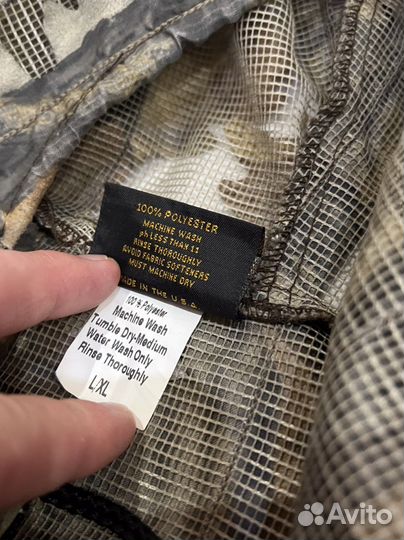 100% POLYESTER
MACHINE WASH
ph LESS THAN 11
RINSE THOROUGHLY
AVOID FABRIC SOFTENERS
MUST MACHINE DRY
MADE IN THE U.S.A.
100 % Polyester
Machine Wash
Tumble Dry-Medium
Water Wash Only
Rinse Thoroughly
L/XL
Avito